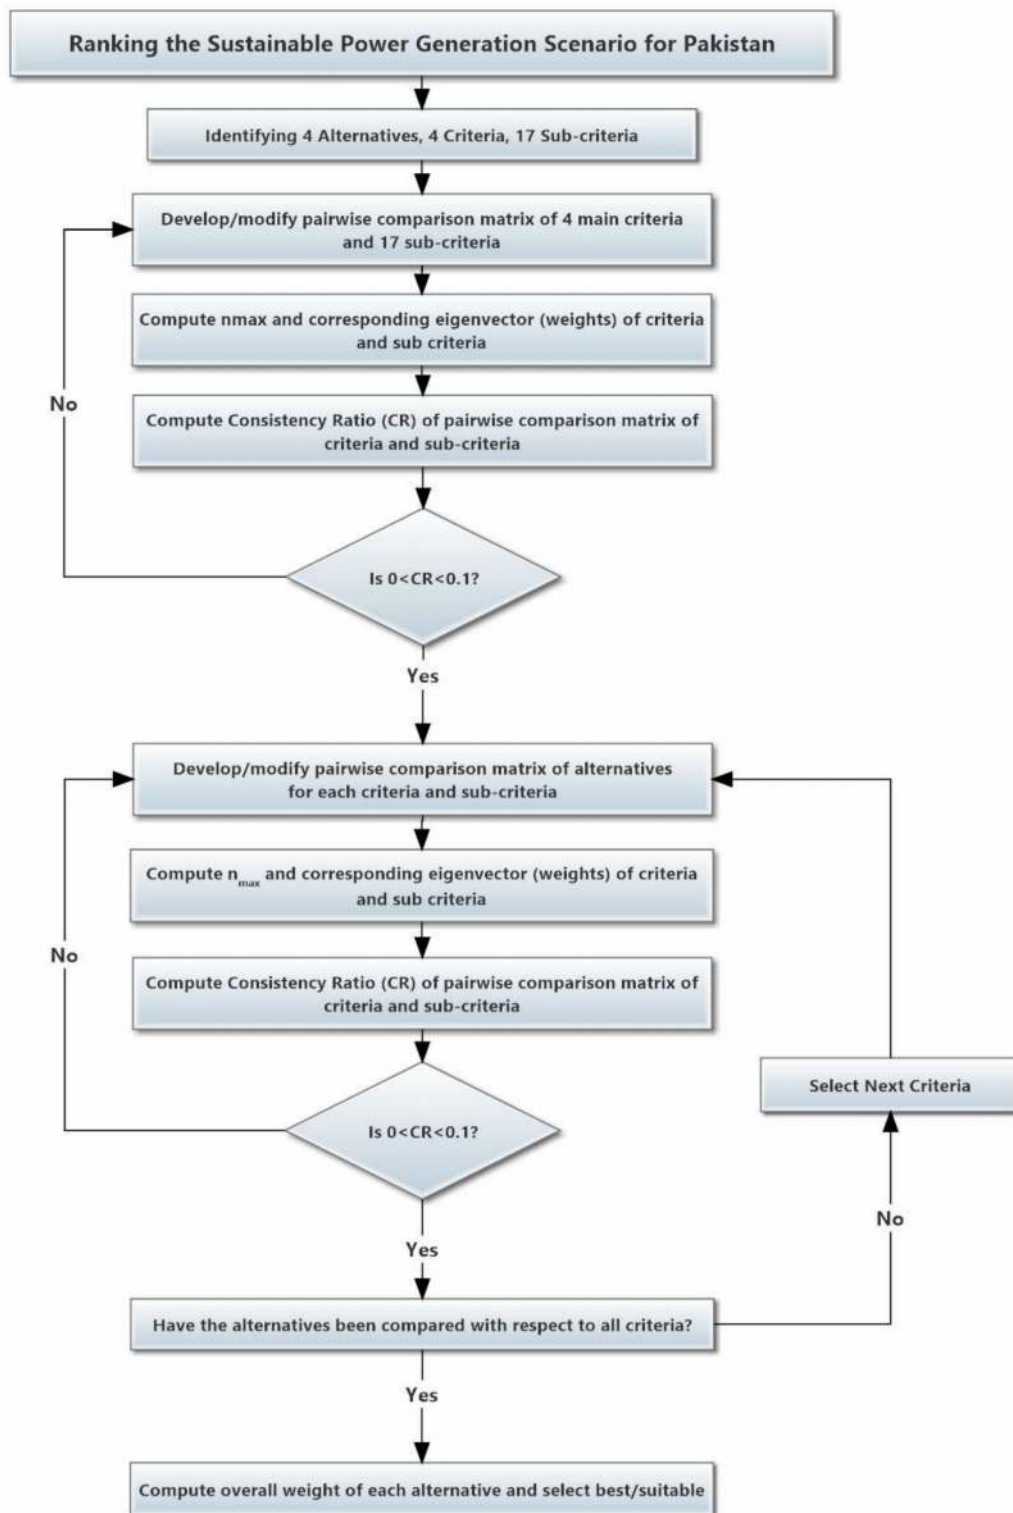 Ranking the Sustainable Power Generation Scenario for Pakistan
Identifying 4 Alternatives, 4 Criteria, 17 Sub-criteria
Develop/modify pairwise comparison matrix of 4 main criteria
and 17 sub-criteria
Compute nmax and corresponding eigenvector (weights) of criteria
and sub criteria
No
Compute Consistency Ratio (CR) of pairwise comparison matrix of
criteria and sub-criteria
Is 0<CR<0.1?
Yes
Develop/modify pairwise comparison matrix of alternatives
for each criteria and sub-criteria
Compute nmax and corresponding eigenvector (weights) of criteria
and sub criteria
No
Compute Consistency Ratio (CR) of pairwise comparison matrix of
criteria and sub-criteria
Select Next Criteria
Is 0<CR<0.1?
No
Yes
Have the alternatives been compared with respect to all criteria?
Yes
Compute overall weight of each alternative and select best/suitable